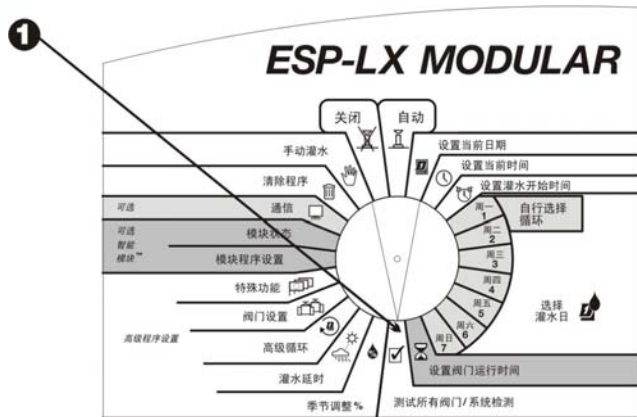 1
ESP-LX MODULAR
关闭
自动
手动灌水
设置当前日期
清除程序
设置当前时间
可选
通信
设置灌水开始时间
可选
智能
模块™
模块状态
模块程序设置
周一
1
自行选择
循环
周二
2
周三
3
周四
4
周五
5
周六
6
周日
7
选择
灌水日
特殊功能
阀门设置
高级程序设置
高级循环
灌水延时
季节调整%
测试所有阀门/系统检测
设置阀门运行时间